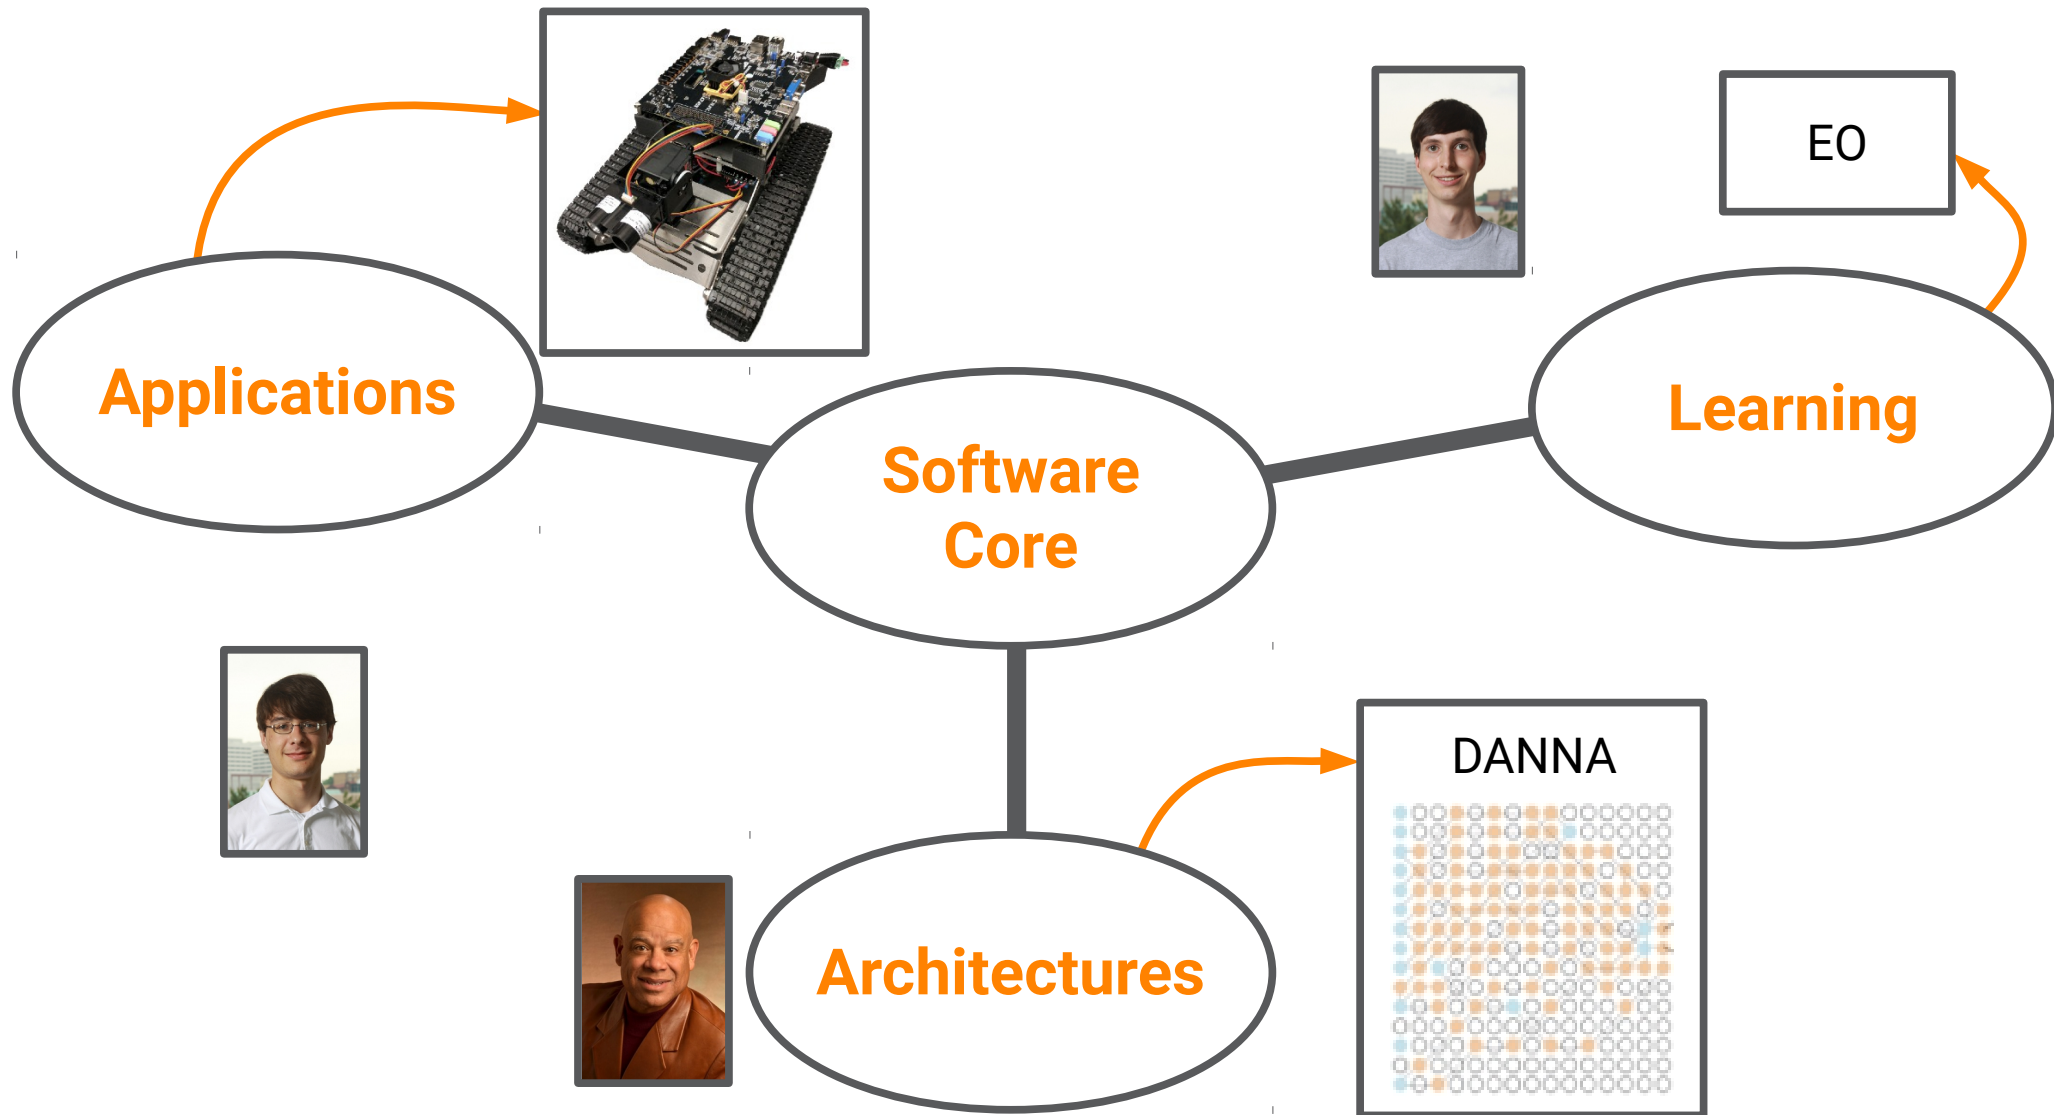 EO
Applications
Learning
Software
Core
DANNA
Architectures